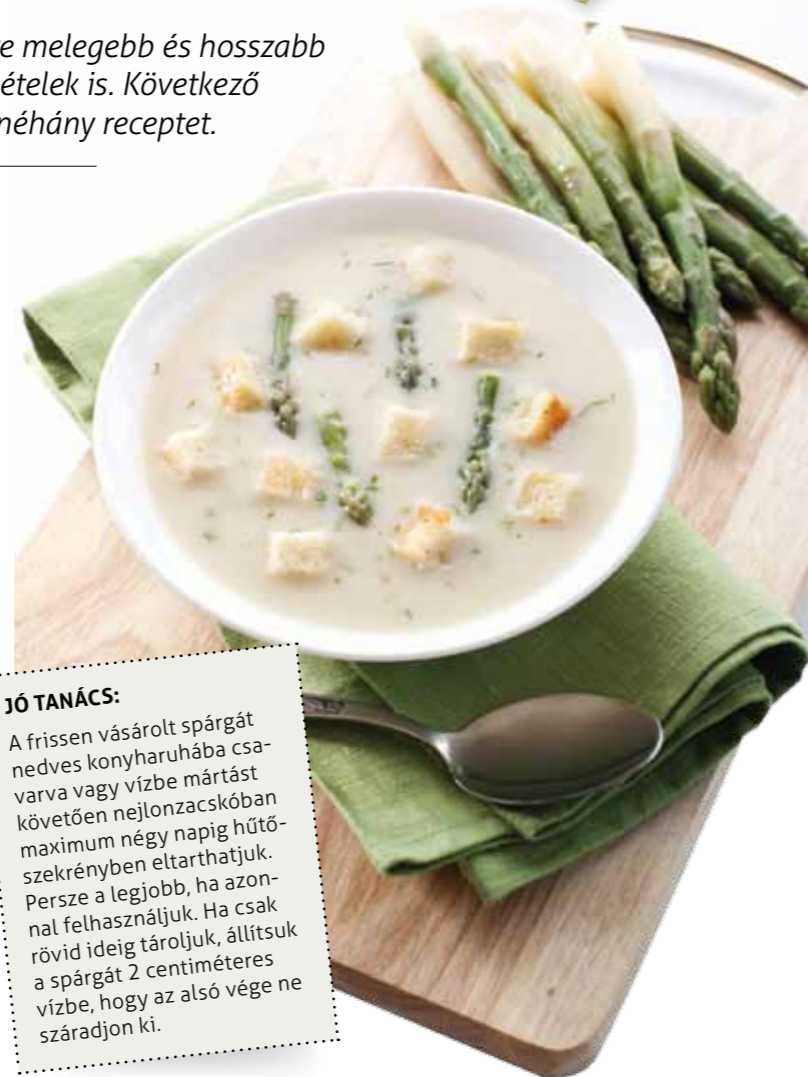 melegebb és hosszabb
ételek is. Következő
néhány receptet.
JÓ TANÁCS:
A frissen vásárolt spárgát
nedves konyharuhába csa-
varva vagy vízbe mártást
követően nejlonzacskóban
maximum négy napig hűtő-
szekrényben eltarthatjuk.
Persze a legjobb, ha azon-
nal felhasználjuk. Ha csak
rövid ideig tároljuk, állítsuk
a spárgát 2 centiméteres
vízbe, hogy az alsó vége ne
száradjon ki.